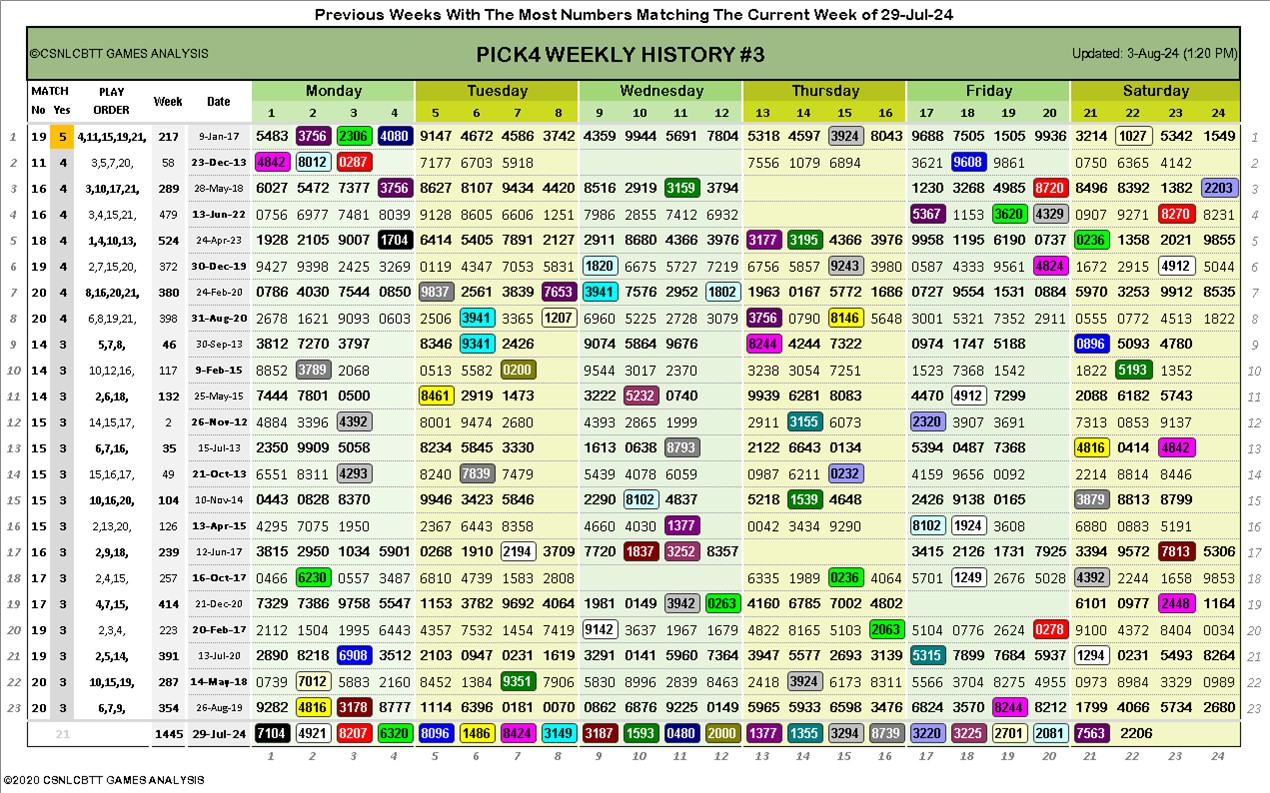 Previous Weeks With The Most Numbers Matching The Current Week of 29-Jul-24
©CSNLCBTT GAMES ANALYSIS PICK4 WEEKLY HISTORY #3 Updated: 3-Aug-24 (1:20 PM)
MATCH PLAY Week Date Monday Tuesday Wednesday Thursday Friday Saturday
No Yes ORDER 1 2 3 4 5 6 7 8 9 10 11 12 13 14 15 16 17 18 19 20 21 22 23 24
1 19 5 4,11,15,19,21, 217 9-Jan-17 5483 3756 2306 4080 9147 4672 4586 3742 4359 9944 5691 7804 5318 4597 3924 8043 9688 7505 1505 9936 3214 1027 5342 1549 1
2 11 4 3,5,7,20, 58 23-Dec-13 4842 8012 0287 7177 6703 5918 7556 1079 6894 3621 9608 9861 0750 6365 4142 2
3 16 4 3,10,17,21, 289 28-May-18 6027 5472 7377 3756 8627 8107 9434 4420 8516 2919 3159 3794 1230 3268 4985 8720 8496 8392 1382 2203 3
4 16 4 3,4,15,21, 479 13-Jun-22 0756 6977 7481 8039 9128 8605 6606 1251 7986 2855 7412 6932 5367 1153 3620 4329 0907 9271 8270 8231 4
5 18 4 1,4,10,13, 524 24-Apr-23 1928 2105 9007 1704 6414 5405 7891 2127 2911 8680 4366 3976 3177 3195 4366 3976 9958 1195 6190 0737 0236 1358 2021 9855 5
6 19 4 2,7,15,20, 372 30-Dec-19 9427 9398 2425 3269 0119 4347 7053 5831 1820 6675 5727 7219 6756 5857 9243 3980 0587 4333 9561 4824 1672 2915 4912 5044 6
7 20 4 8,16,20,21, 380 24-Feb-20 0786 4030 7544 0850 9837 2561 3839 7653 3941 7576 2952 1802 1963 0167 5772 1686 0727 9554 1531 0884 5970 3253 9912 8535 7
8 20 4 6,8,19,21, 398 31-Aug-20 2678 1621 9093 0603 2506 3941 3365 1207 6960 5225 2728 3079 3756 0790 8146 5648 3001 5321 7352 2911 0555 0772 4513 1822 8
9 14 3 5,7,8, 46 30-Sep-13 3812 7270 3797 8346 9341 2426 9074 5864 9676 8244 4244 7322 0974 1747 5188 0896 5093 4780 9
10 14 3 10,12,16, 117 9-Feb-15 8852 3789 2068 0513 5582 0200 9544 3017 2370 3238 3054 7251 1523 7368 1542 1822 5193 1352 10
11 14 3 2,6,18, 132 25-May-15 7444 7801 0500 8461 2919 1473 3222 5232 0740 9939 6281 8083 4470 4912 7299 2088 6182 5743 11
12 15 3 14,15,17, 2 26-Nov-12 4884 3396 4392 8001 9474 2680 4393 2865 1999 2911 3155 6073 2320 3907 3691 7313 0853 9137 12
13 15 3 6,7,16, 35 15-Jul-13 2350 9909 5058 8234 5845 3330 1613 0638 8793 2122 6643 0134 5394 0487 7368 4816 0414 4842 13
14 15 3 15,16,17, 49 21-Oct-13 6551 8311 4293 8240 7839 7479 5439 4078 6059 0987 6211 0232 4159 9656 0092 2214 8814 8446 14
15 15 3 10,16,20, 104 10-Nov-14 0443 0828 8370 9946 3423 5846 2290 8102 4837 5218 1539 4648 2426 9138 0165 3879 8813 8799 15
16 15 3 2,13,20, 126 13-Apr-15 4295 7075 1950 2367 6443 8358 4660 4030 1377 0042 3434 9290 8102 1924 3608 6880 0883 5191 16
17 16 3 2,9,18, 239 12-Jun-17 3815 2950 1034 5901 0268 1910 2194 3709 7720 1837 3252 8357 3415 2126 1731 7925 3394 9572 7813 5306 17
18 17 3 2,4,15, 257 16-Oct-17 0466 6230 0557 3487 6810 4739 1583 2808 6335 1989 0236 4064 5701 1249 2676 5028 4392 2244 1658 9853 18
19 17 3 4,7,15, 414 21-Dec-20 7329 7386 9758 5547 1153 3782 9692 4064 1981 0149 3942 0263 4160 6785 7002 4802 6101 0977 2448 1164 19
20 19 3 2,3,4, 223 20-Feb-17 2112 1504 1995 6443 4357 7532 1454 7419 9142 3637 1967 1679 4822 8165 5103 2063 5104 0776 2624 0278 9100 4372 8404 0034 20
21 19 3 2,5,14, 391 13-Jul-20 2890 8218 6908 3512 2103 0947 0231 1619 3291 0141 5960 7364 3947 5577 2693 3139 5315 7899 7684 5937 1294 0231 5493 8264 21
22 20 3 10,15,19, 287 14-May-18 0739 7012 5883 2160 8452 1384 9351 7906 5830 8996 2839 8463 2418 3924 6173 8311 5566 3704 8275 4955 0973 8984 3329 0989 22
23 20 3 6,7,9, 354 26-Aug-19 9282 4816 3178 8777 1114 6396 0181 0070 0862 6876 9225 0149 5965 5933 6598 3476 6824 3570 8244 8212 1799 4066 5734 2680 23
21 1445 29-Jul-24 7104 4921 8207 6320 8096 1486 8424 3149 3187 1593 0480 2000 1377 1355 3294 8739 3220 3225 2701 2081 7563 2206
1 2 3 4 5 6 7 8 9 10 11 12 13 14 15 16 17 18 19 20 21 22 23 24
©2020 CSNLCBTT GAMES ANALYSIS